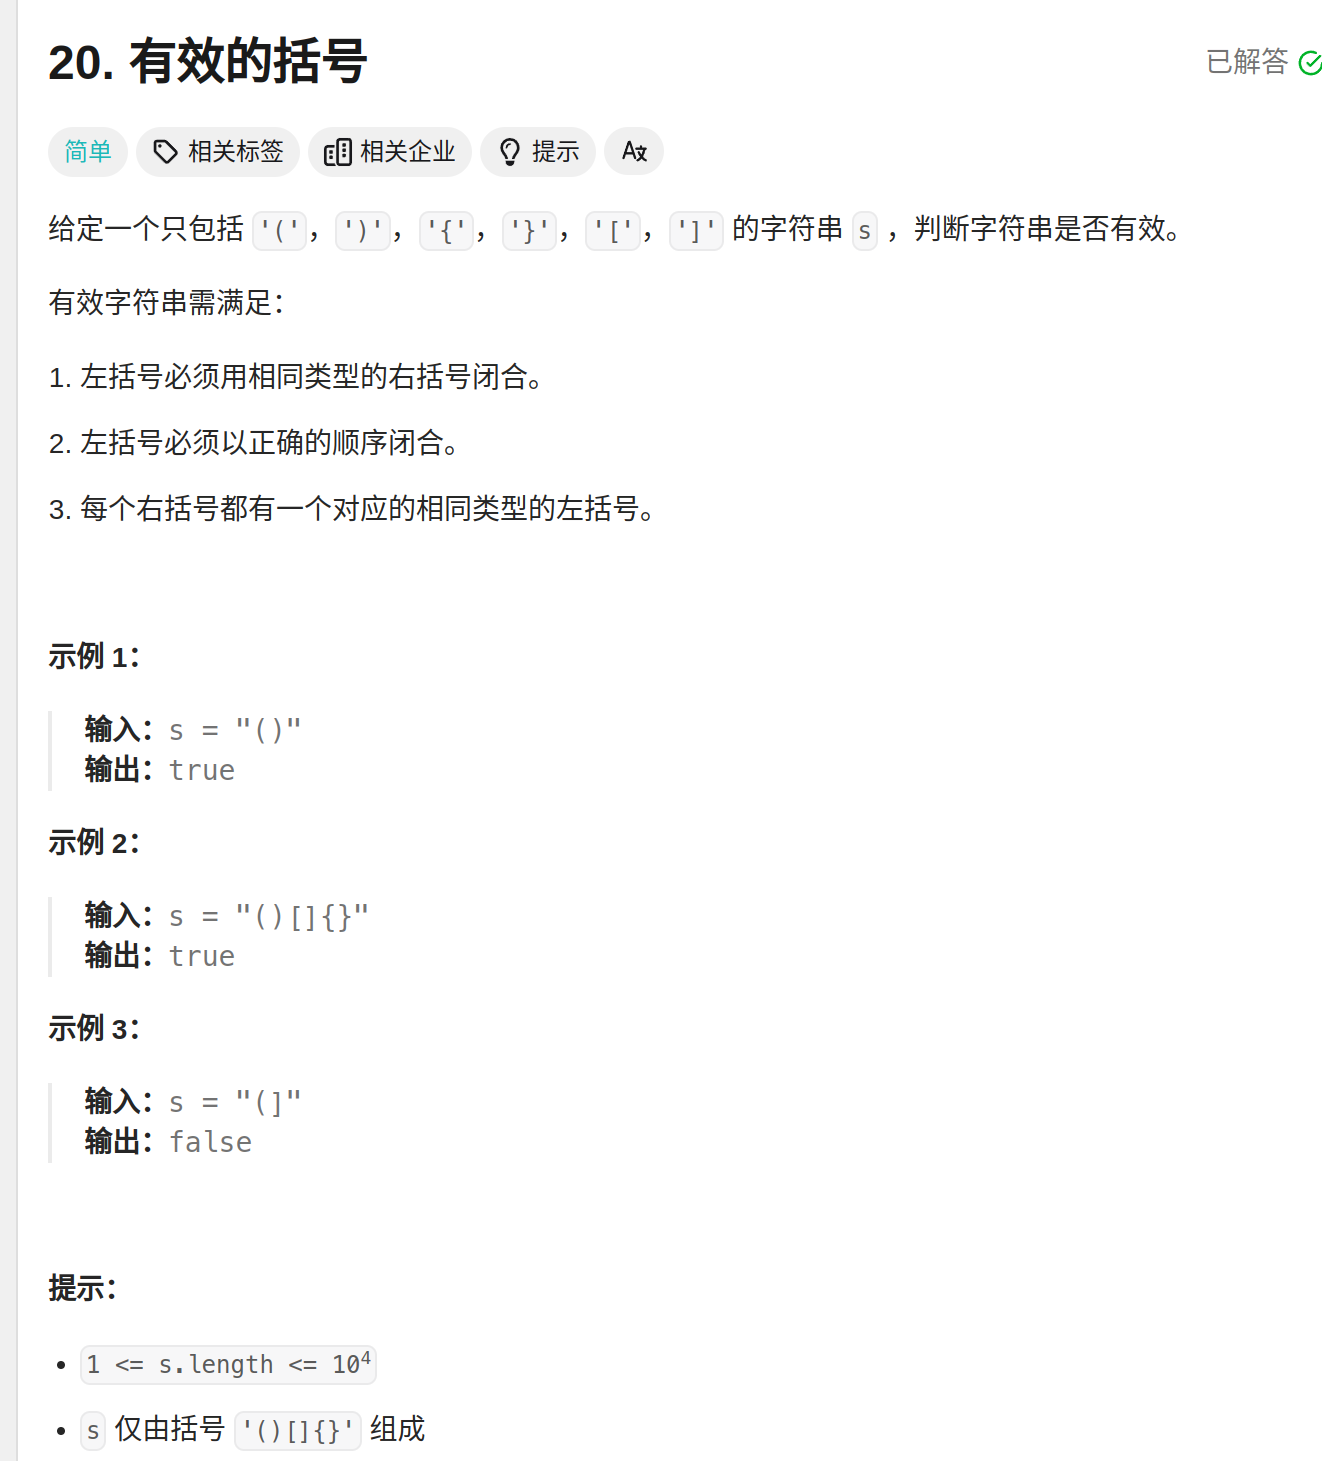 20. 有效的括号
已解答
简单 相关标签 相关企业 提示 A文
给定一个只包括 '('，')'，'{'，'}'，'['，']' 的字符串 s ，判断字符串是否有效。
有效字符串需满足：
1. 左括号必须用相同类型的右括号闭合。
2. 左括号必须以正确的顺序闭合。
3. 每个右括号都有一个对应的相同类型的左括号。
示例 1：
输入：s = "()"
输出：true
示例 2：
输入：s = "()[]{}"
输出：true
示例 3：
输入：s = "(]"
输出：false
提示：
• 1 <= s.length <= 10⁴
• s 仅由括号 '()[]{}' 组成